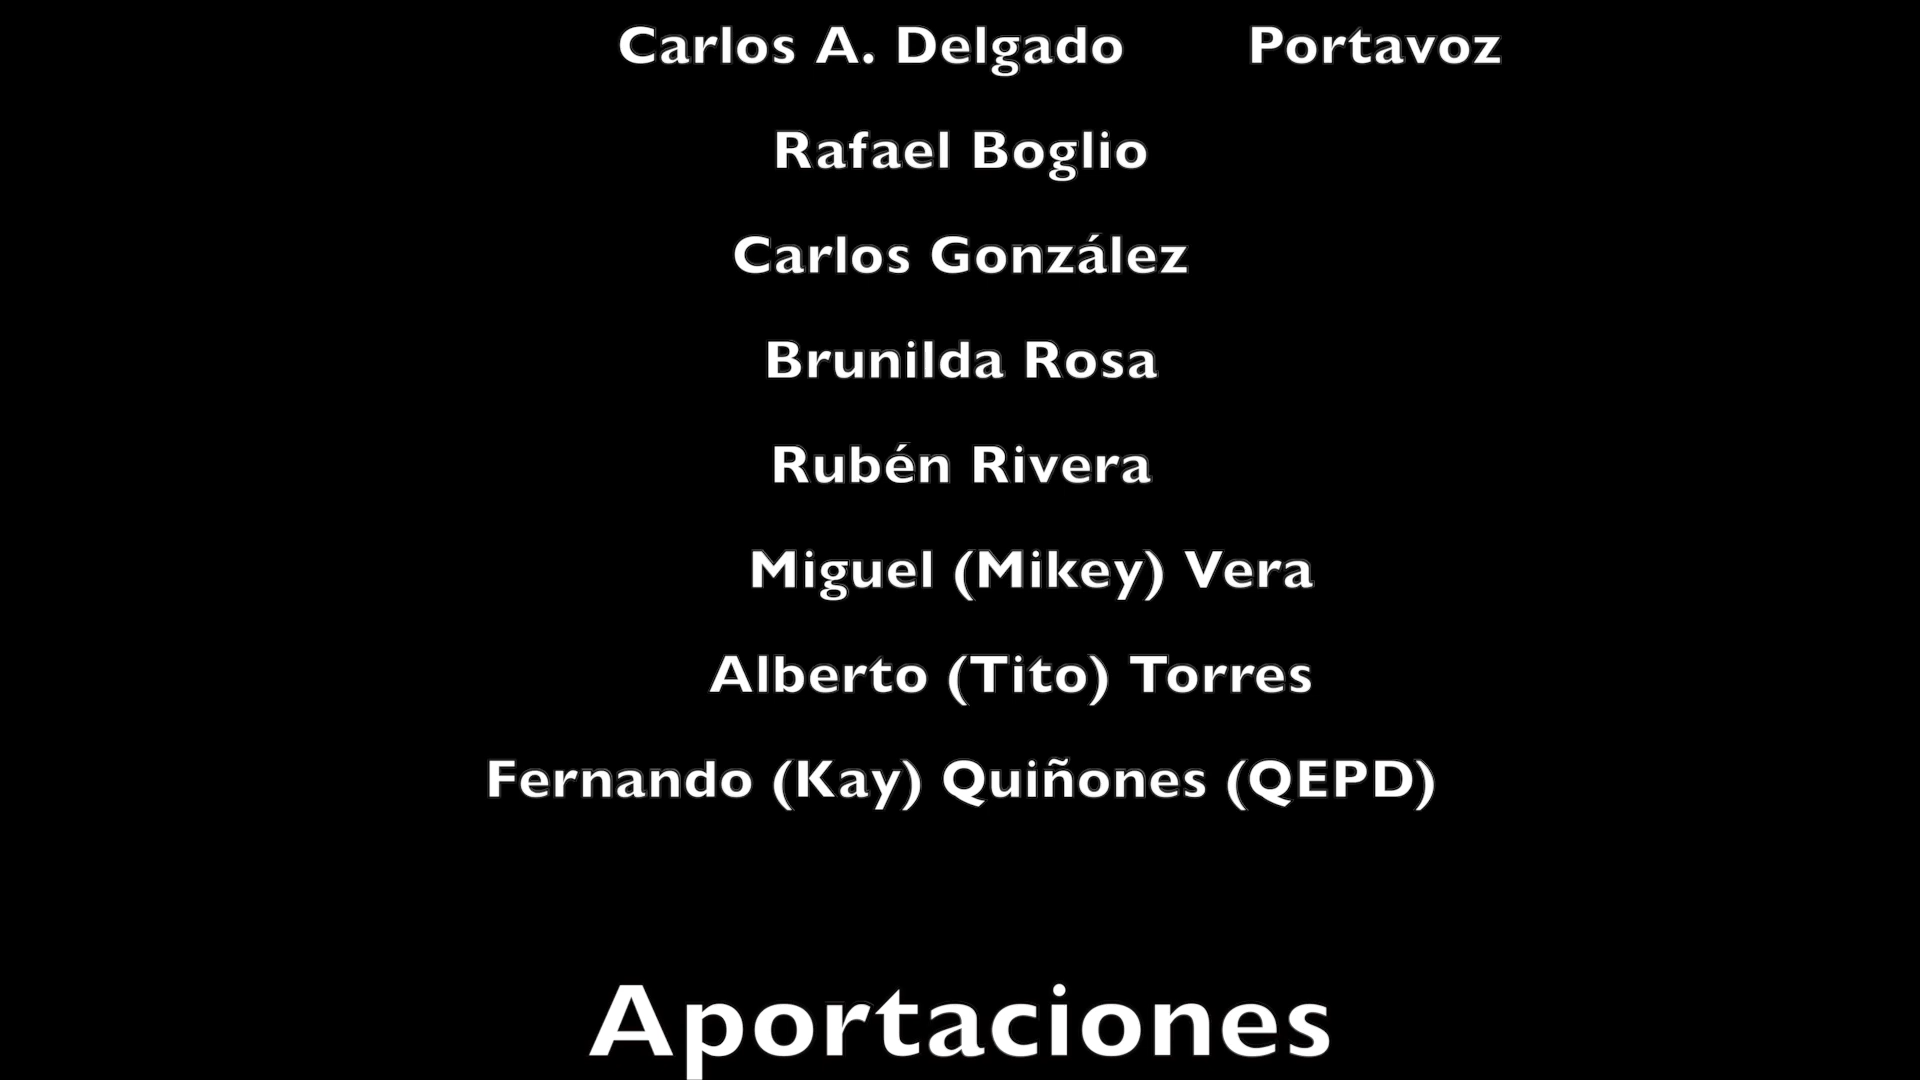 Carlos A. Delgado Portavoz
Rafael Boglio
Carlos González
Brunilda Rosa
Rubén Rivera
Miguel (Mikey) Vera
Alberto (Tito) Torres
Fernando (Kay) Quiñones (QEPD)
Aportaciones